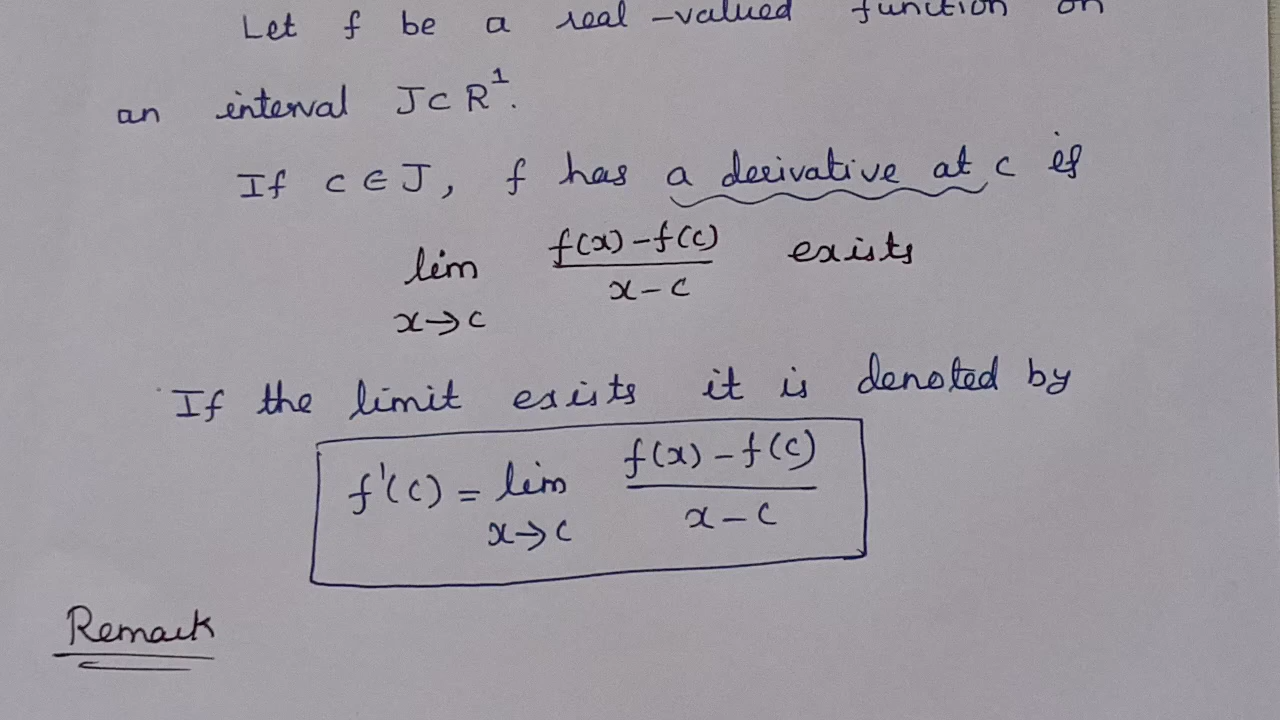 Let f be a real-valued function on
an interval J⊂R¹.
If c∈J, f has a derivative at c if
lim x→c (f(x)-f(c))/(x-c) exists
If the limit exists it is denoted by
f'(c) = lim x→c (f(x)-f(c))/(x-c)
Remark